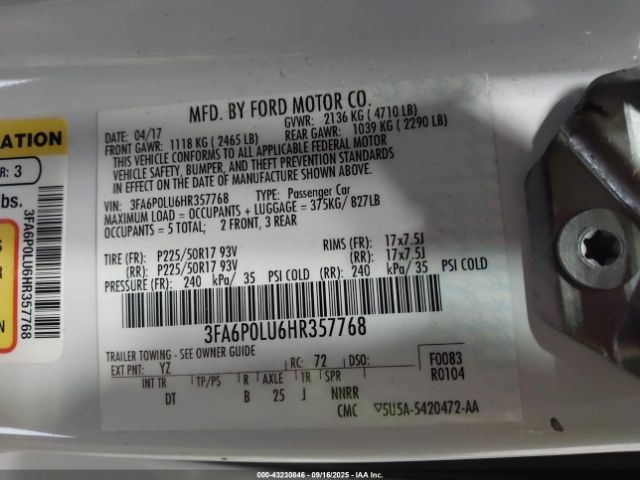 MFD. BY FORD MOTOR CO.
DATE: 04/17 GVWR: 2136 KG ( 4710 LB)
FRONT GAWR: 1118 KG ( 2465 LB) REAR GAWR: 1039 KG ( 2290 LB)
THIS VEHICLE CONFORMS TO ALL APPLICABLE FEDERAL MOTOR
VEHICLE SAFETY, BUMPER, AND THEFT PREVENTION STANDARDS
IN EFFECT ON THE DATE OF MANUFACTURE SHOWN ABOVE.
VIN: 3FA6P0LU6HR357768 TYPE: Passenger Car
MAXIMUM LOAD = OCCUPANTS + LUGGAGE = 375KG/ 827LB
OCCUPANTS = 5 TOTAL; 2 FRONT, 3 REAR
TIRE (FR): P225/50R17 93V RIMS (FR): 17x7.5J
(RR): P225/50R17 93V (RR): 17x7.5J
PRESSURE (FR): 240 kPa/ 35 PSI COLD (RR): 240 kPa/ 35 PSI COLD
3FA6P0LU6HR357768
TRAILER TOWING - SEE OWNER GUIDE
EXT PNT: YZ RC: 72 DSO: F0083
R0104
INT TR TP/PS R AXLE TR SPR
DT B 25 J NNRR
CMC ▽5U5A-5420472-AA
ATION
R: 3
lbs.
3FA6P0LU6HR357768
S
R
N
000-43230846 - 09/16/2025 - IAAI.COM